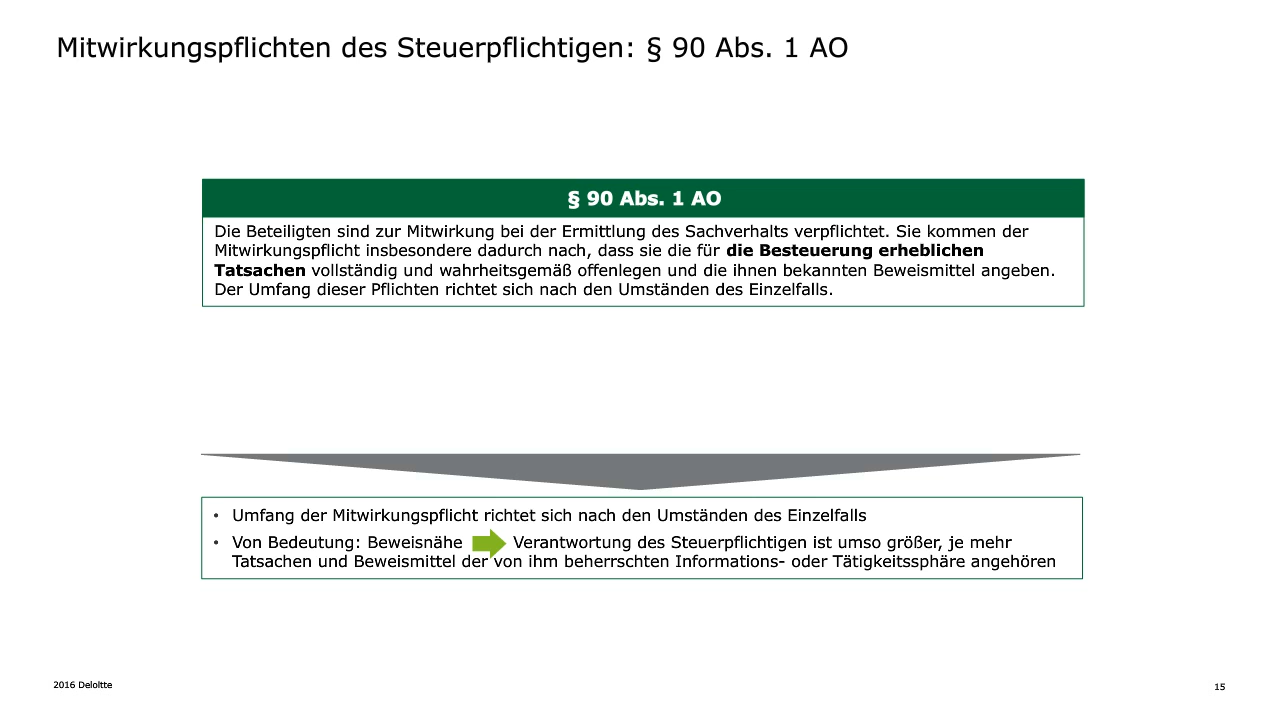 Mitwirkungspflichten des Steuerpflichtigen: § 90 Abs. 1 AO
§ 90 Abs. 1 AO
Die Beteiligten sind zur Mitwirkung bei der Ermittlung des Sachverhalts verpflichtet. Sie kommen der
Mitwirkungspflicht insbesondere dadurch nach, dass sie die für die Besteuerung erheblichen
Tatsachen vollständig und wahrheitsgemäß offenlegen und die ihnen bekannten Beweismittel angeben.
Der Umfang dieser Pflichten richtet sich nach den Umständen des Einzelfalls.
• Umfang der Mitwirkungspflicht richtet sich nach den Umständen des Einzelfalls
• Von Bedeutung: Beweisnähe Verantwortung des Steuerpflichtigen ist umso größer, je mehr
Tatsachen und Beweismittel der von ihm beherrschten Informations- oder Tätigkeitssphäre angehören
2016 Deloitte
15